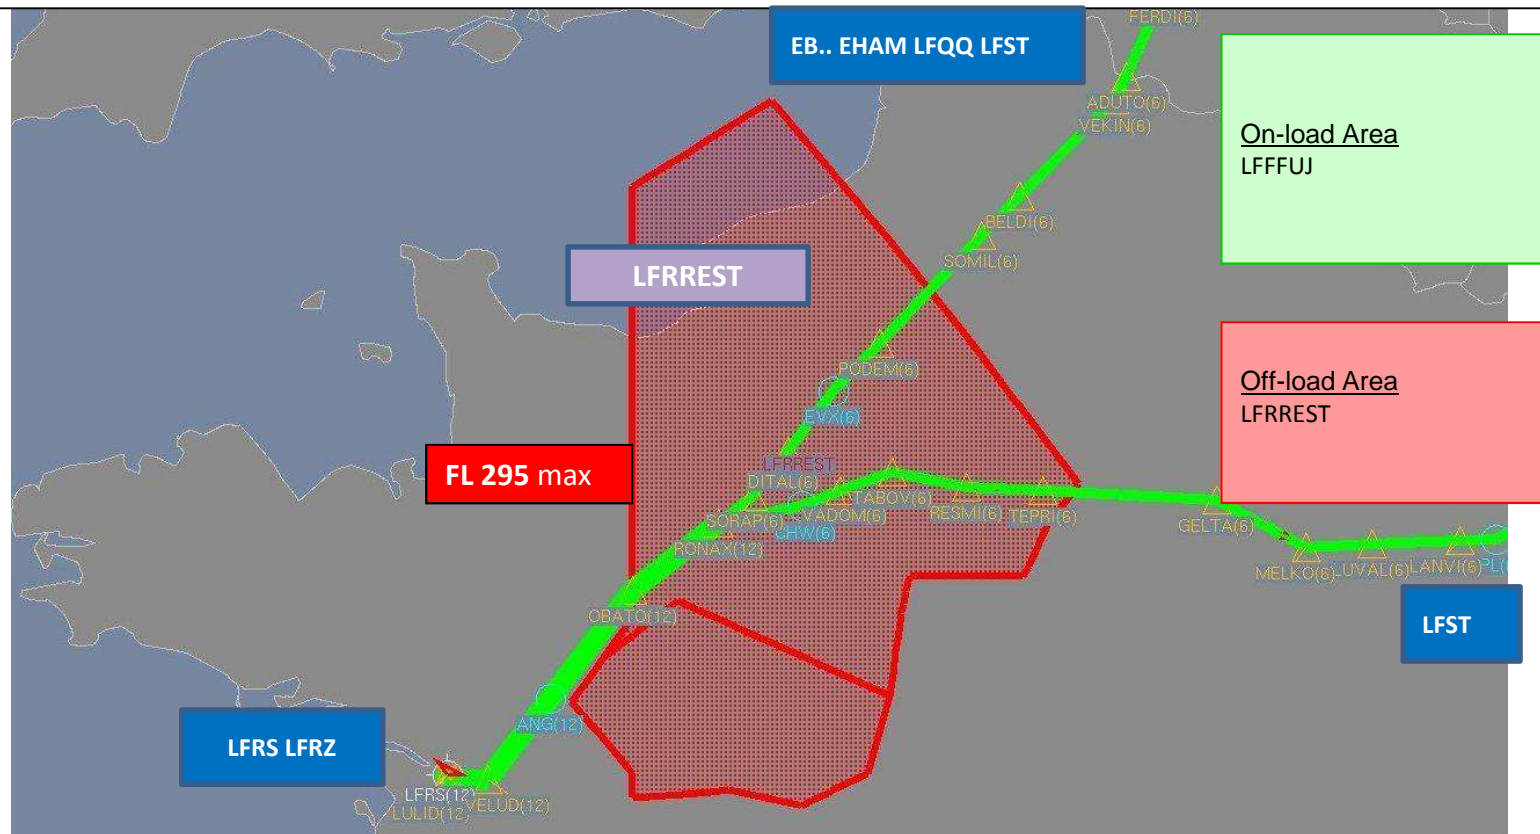 FERDI(6)
EB.. EHAM LFQQ LFST
ADUTO(6)
VEKIN(6)
On-load Area
LFFFUJ
BELDI(6)
SOMIL(6)
LFRREST
PODEM(6)
Off-load Area
LFRREST
EVX(6)
LFRREST
FL 295 max
DITAL(6)
TABOV(6)
RESMI(6)
TEPRI(6)
VADOM(6)
SORAP(6)
CHW(6)
GELTA(6)
RONAX(12)
MELKO(6)
LUVAL(6)
LANVI(6)
PL(
OBATO(12)
LFST
ANG(12)
LFRS LFRZ
LFRS(12)
VELUD(12)
LULID(12)